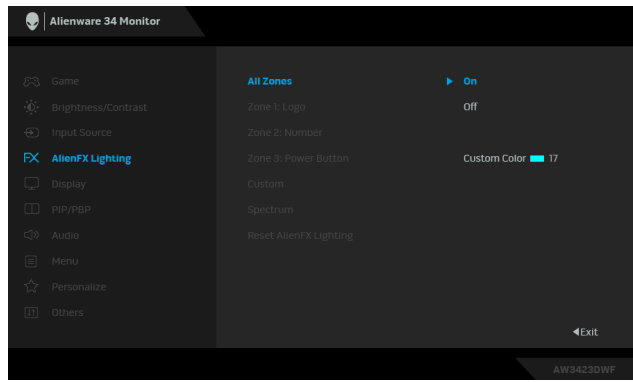 Alienware 34 Monitor
Game
Brightness/Contrast
Input Source
FX AlienFX Lighting
Display
PIP/PBP
Audio
Menu
Personalize
Others
All Zones
Zone 1: Logo
Zone 2: Number
Zone 3: Power Button
Custom
Spectrum
Reset AlienFX Lighting
On
Off
Custom Color 17
Exit
AW3423DWF